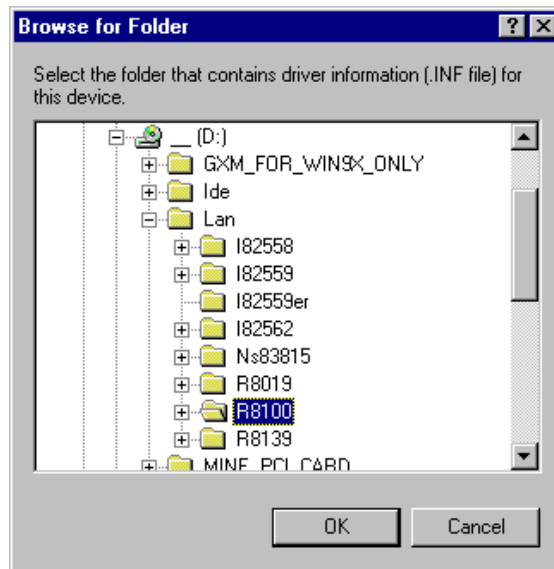 Browse for Folder
Select the folder that contains driver information (.INF file) for
this device.
__ (D:)
GXM_FOR_WIN9X_ONLY
Ide
Lan
I82558
I82559
I82559er
I82562
Ns83815
R8019
R8100
R8139
MINE_PCI_CARD
OK
Cancel